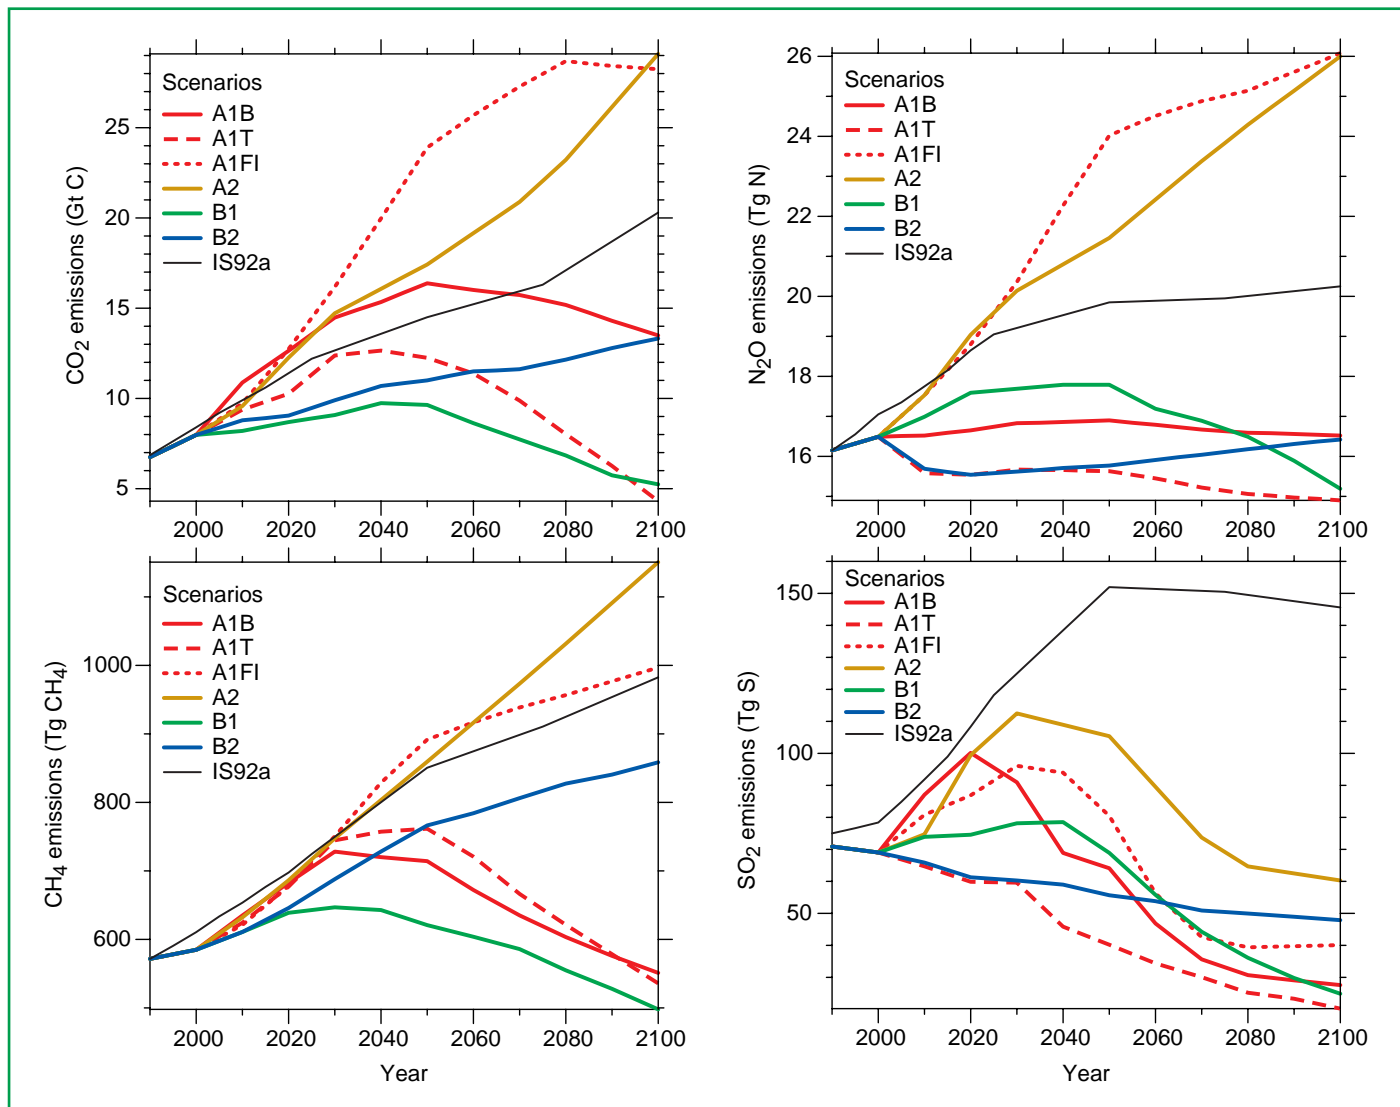 Scenarios
A1B
A1T
A1FI
A2
B1
B2
IS92a
CO2 emissions (Gt C)
25
20
15
10
5
2000 2020 2040 2060 2080 2100
Scenarios
A1B
A1T
A1FI
A2
B1
B2
IS92a
N2O emissions (Tg N)
26
24
22
20
18
16
2000 2020 2040 2060 2080 2100
Scenarios
A1B
A1T
A1FI
A2
B1
B2
IS92a
CH4 emissions (Tg CH4)
1000
800
600
2000 2020 2040 2060 2080 2100
Year
Scenarios
A1B
A1T
A1FI
A2
B1
B2
IS92a
SO2 emissions (Tg S)
150
100
50
2000 2020 2040 2060 2080 2100
Year